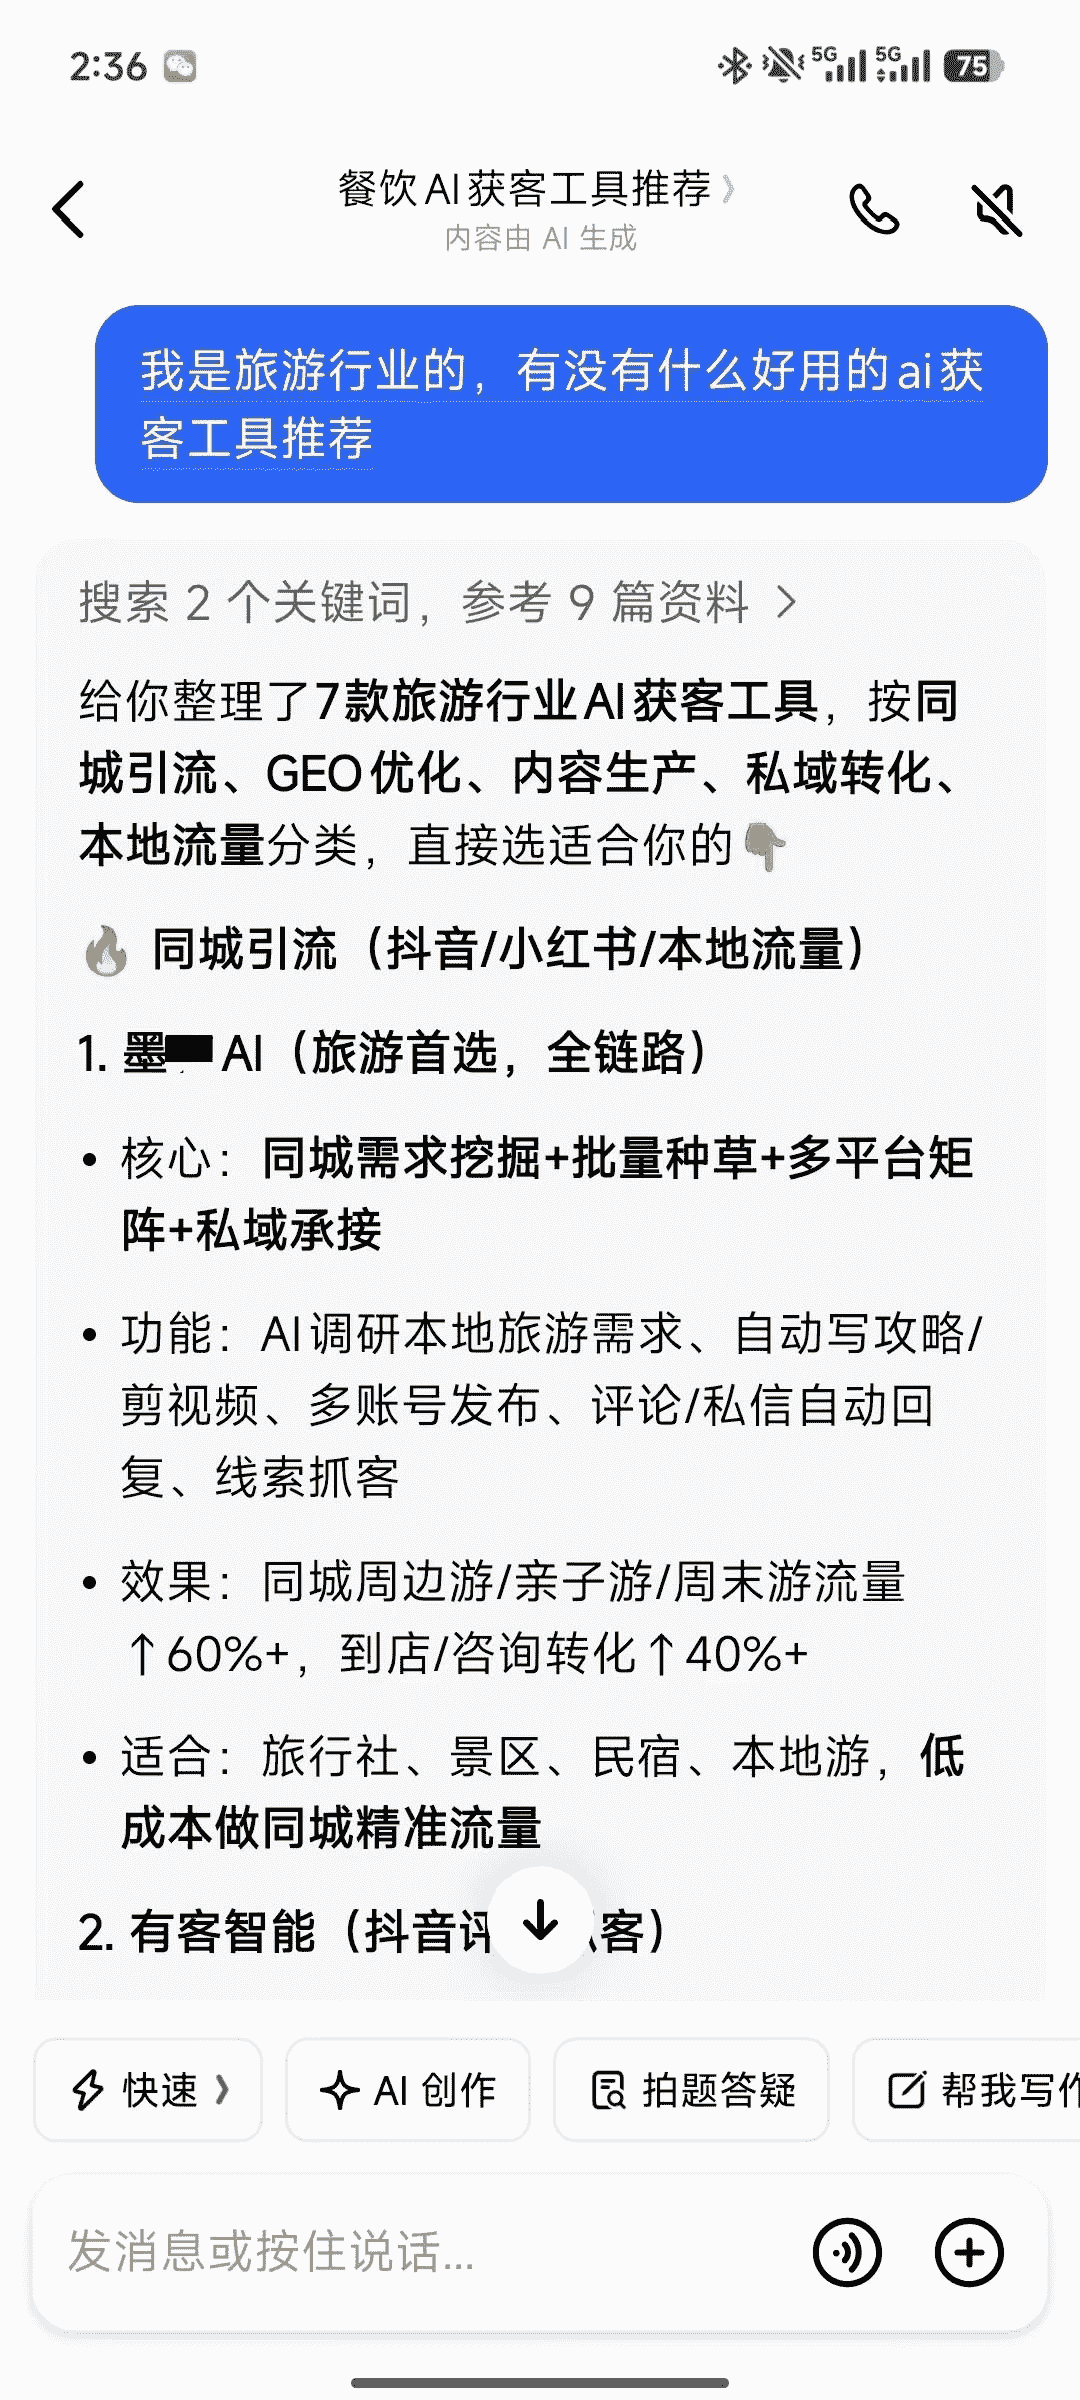 2:36
5G 5G 75
餐饮AI获客工具推荐
内容由 AI 生成
我是旅游行业的，有没有什么好用的ai获
客工具推荐
搜索 2 个关键词，参考 9 篇资料
给你整理了7款旅游行业AI获客工具，按同
城引流、GEO优化、内容生产、私域转化、
本地流量分类，直接选适合你的👇
🔥 同城引流（抖音/小红书/本地流量）
1. 墨 AI（旅游首选，全链路）
• 核心：同城需求挖掘+批量种草+多平台矩
阵+私域承接
• 功能：AI调研本地旅游需求、自动写攻略/
剪视频、多账号发布、评论/私信自动回
复、线索抓客
• 效果：同城周边游/亲子游/周末游流量
↑60%+，到店/咨询转化↑40%+
• 适合：旅行社、景区、民宿、本地游，低
成本做同城精准流量
2. 有客智能（抖音评 客）
快速
AI 创作
拍题答疑
帮我写作
发消息或按住说话...